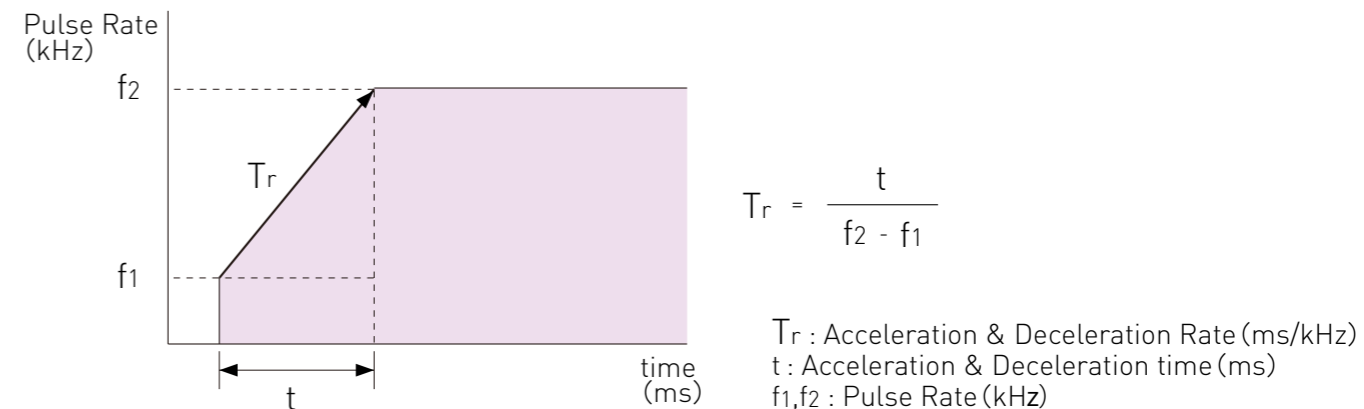 Pulse Rate
(kHz)
f2
Tr
f1
t
time
(ms)
Tr = t
f2 - f1
Tr : Acceleration & Deceleration Rate (ms/kHz)
t : Acceleration & Deceleration time (ms)
f1,f2 : Pulse Rate (kHz)